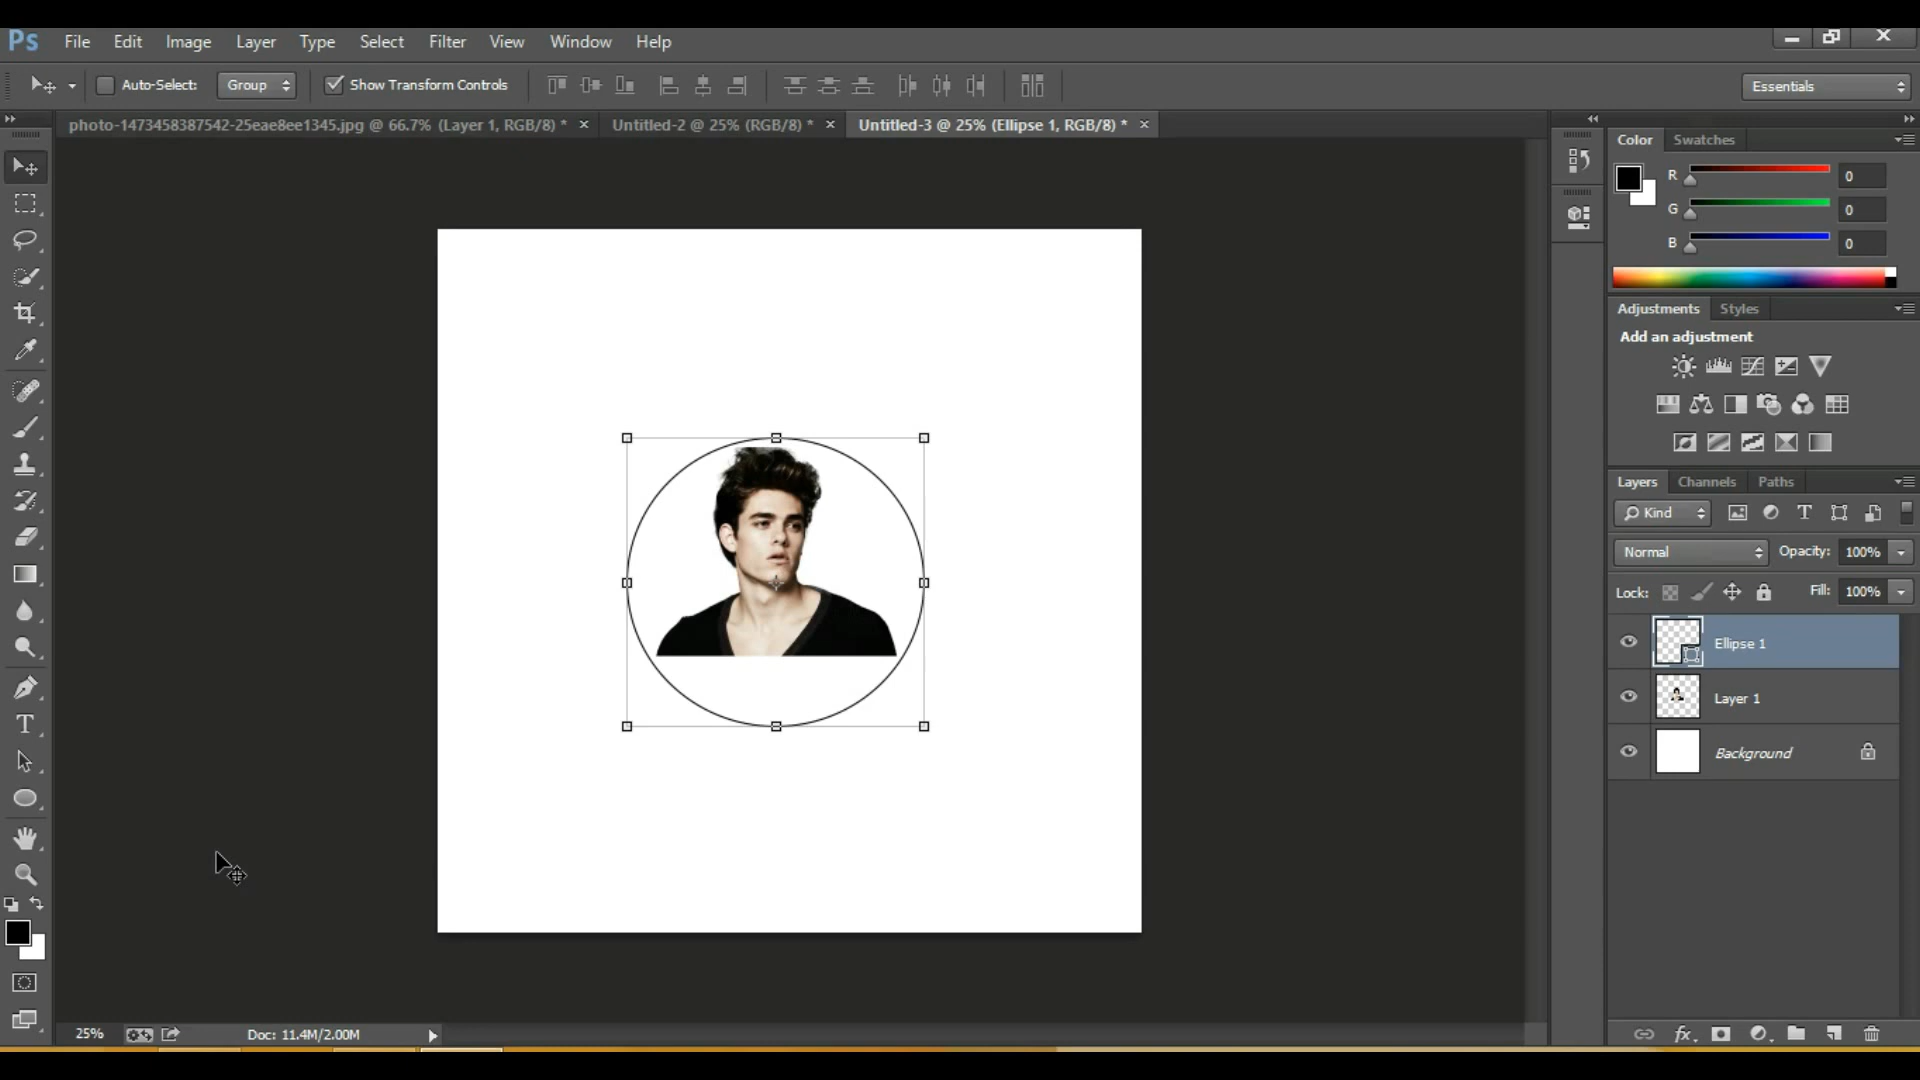 Ps File Edit Image Layer Type Select Filter View Window Help
Auto-Select: Group Show Transform Controls Essentials
photo-1473458387542-25eae8ee1345.jpg @ 66.7% (Layer 1, RGB/8) * × Untitled-2 @ 25% (RGB/8) * × Untitled-3 @ 25% (Ellipse 1, RGB/8) * ×
Color Swatches
R 0
G 0
B 0
Adjustments Styles
Add an adjustment
Layers Channels Paths
Kind
Normal Opacity: 100%
Lock: Fill: 100%
Ellipse 1
Layer 1
Background
25% Doc: 11.4M/2.00M